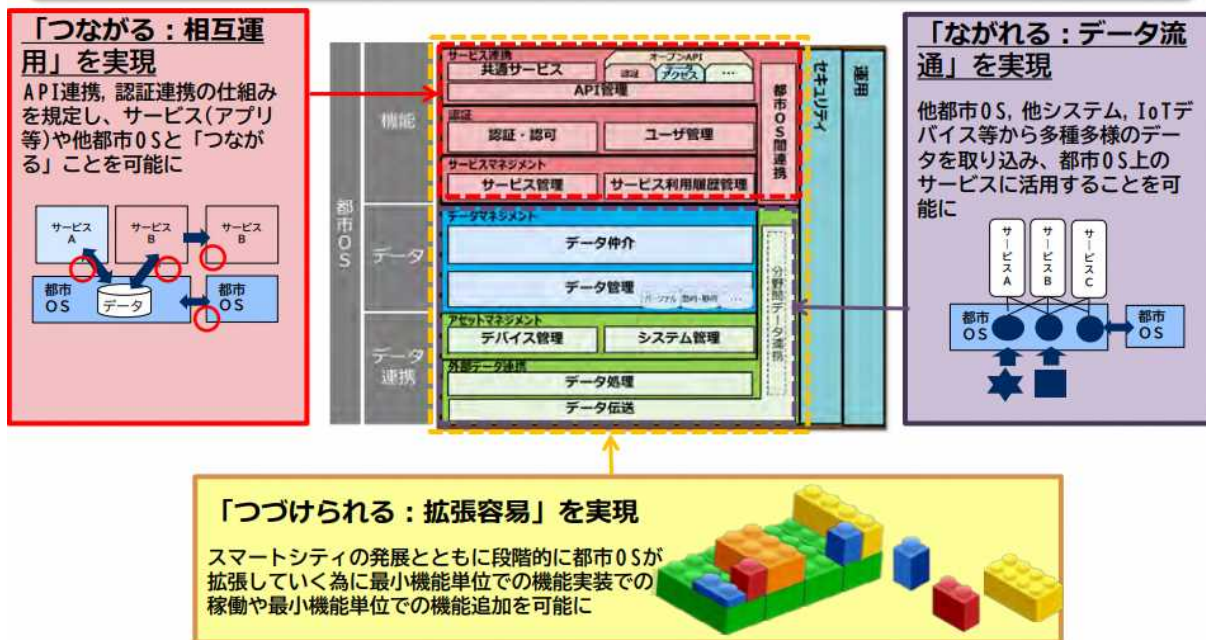 「つながる：相互運
用」を実現
API連携，認証連携の仕組み
を規定し、サービス(アプリ
等)や他都市OSと「つなが
る」ことを可能に
サービス
A
サービス
B
サービス
B
都市
OS
データ
都市
OS
都市OS
機能
データ
データ
連携
サービス連携
共通サービス
オープンAPI
認証
データ
アクセス
…
API管理
認証
認証・認可
ユーザ管理
サービスマネジメント
サービス管理
サービス利用履歴管理
都市OS間連携
データマネジメント
データ仲介
データ管理
パーソナル
…
アセットマネジメント
デバイス管理
システム管理
外部データ連携
データ処理
データ伝送
分野間データ連携
セキュリティ
運用
「ながれる：データ流
通」を実現
他都市OS，他システム，IoTデ
バイス等から多種多様のデー
タを取り込み、都市OS上の
サービスに活用することを可
能に
サービスA
サービスB
サービスC
都市
OS
都市
OS
「つづけられる：拡張容易」を実現
スマートシティの発展とともに段階的に都市OSが
拡張していく為に最小機能単位での機能実装での
稼働や最小機能単位での機能追加を可能に